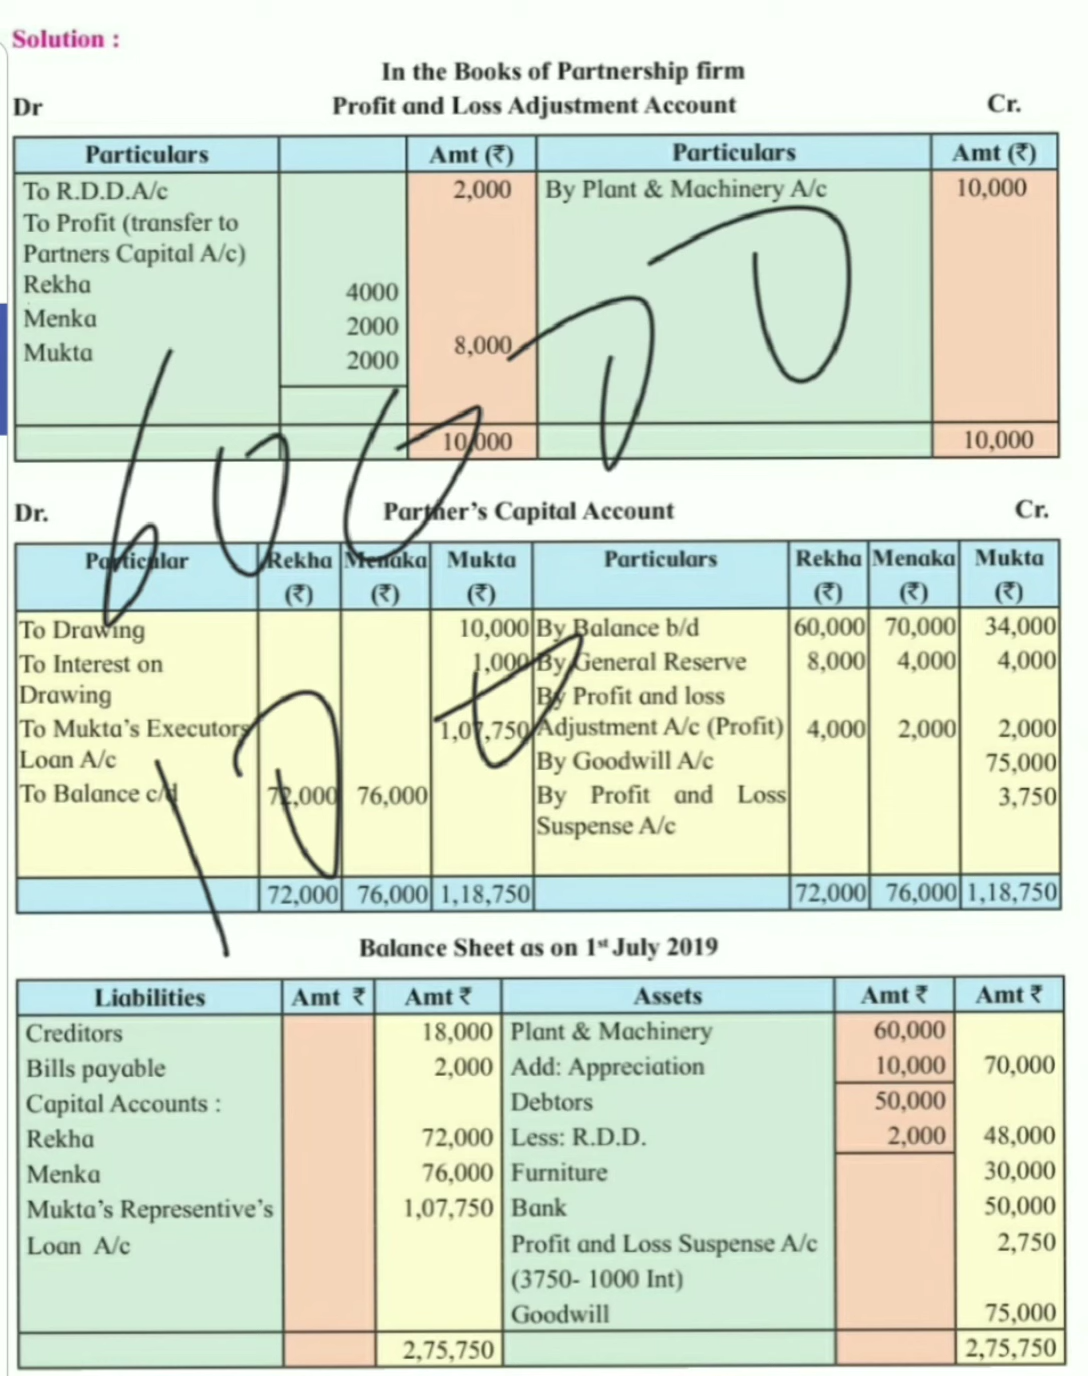 Solution :
In the Books of Partnership firm
Dr Profit and Loss Adjustment Account Cr.
Particulars Amt (₹) Particulars Amt (₹)
To R.D.D.A/c 2,000 By Plant & Machinery A/c 10,000
To Profit (transfer to
Partners Capital A/c)
Rekha 4000
Menka 2000
Mukta 2000 8,000
10,000 10,000
Dr. Partner's Capital Account Cr.
Particular Rekha Menaka Mukta Particulars Rekha Menaka Mukta
(₹) (₹) (₹) (₹) (₹) (₹)
To Drawing 10,000 By Balance b/d 60,000 70,000 34,000
To Interest on 1,000 By General Reserve 8,000 4,000 4,000
Drawing By Profit and loss
To Mukta's Executors 1,07,750 Adjustment A/c (Profit) 4,000 2,000 2,000
Loan A/c By Goodwill A/c 75,000
To Balance c/d 72,000 76,000 By Profit and Loss 3,750
Suspense A/c
72,000 76,000 1,18,750 72,000 76,000 1,18,750
Balance Sheet as on 1st July 2019
Liabilities Amt ₹ Amt ₹ Assets Amt ₹ Amt ₹
Creditors 18,000 Plant & Machinery 60,000
Bills payable 2,000 Add: Appreciation 10,000 70,000
Capital Accounts : Debtors 50,000
Rekha 72,000 Less: R.D.D. 2,000 48,000
Menka 76,000 Furniture 30,000
Mukta's Representive's 1,07,750 Bank 50,000
Loan A/c Profit and Loss Suspense A/c 2,750
(3750- 1000 Int)
Goodwill 75,000
2,75,750 2,75,750